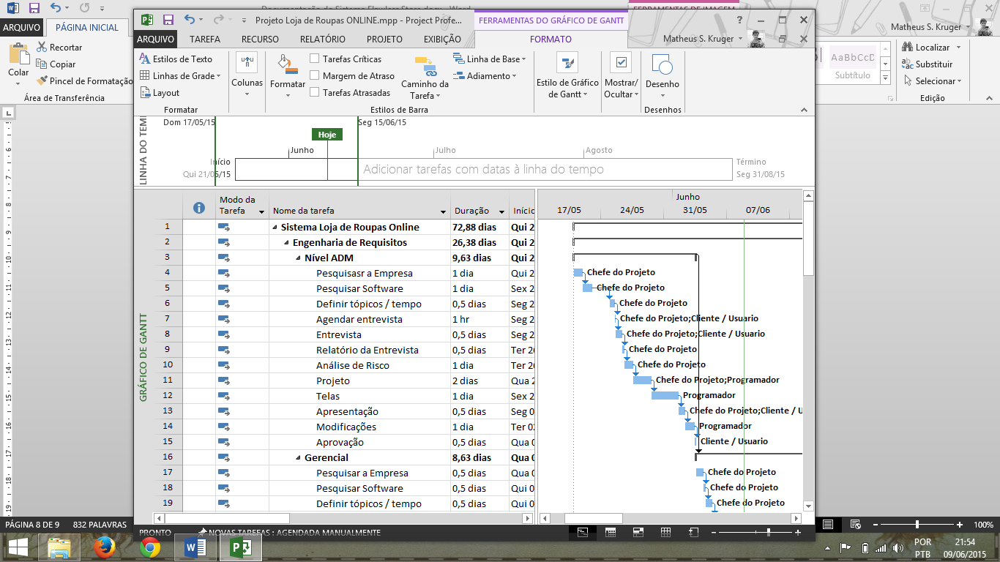 ARQUIVO
PÁGINA INICIAL
Recortar
Copiar
Pincel de Formatação
Colar
Área de Transferência
Projeto Loja de Roupas ONLINE.mpp - Project Profe...
FERRAMENTAS DO GRÁFICO DE GANTT
ARQUIVO TAREFA RECURSO RELATÓRIO PROJETO EXIBIÇÃO FORMATO
Matheus S. Kruger
Matheus S. Kruger
Estilos de Texto
Linhas de Grade
Layout
Formatar
Colunas
Formatar
Tarefas Críticas
Margem de Atraso
Tarefas Atrasadas
Caminho da Tarefa
Linha de Base
Adiamento
Estilos de Barra
Estilo de Gráfico de Gantt
Mostrar/ Ocultar
Desenho
Desenhos
AaBbCcD
Subtítulo
Localizar
Substituir
Selecionar
Edição
LINHA DO TEM
Dom 17/05/15
Seg 15/06/15
Hoje
Junho
Julho
Agosto
Início
Qui 21/05/15
Adicionar tarefas com datas à linha do tempo
Término
Seg 31/08/15
GRÁFICO DE GANTT
Modo da Tarefa Nome da tarefa Duração Início
Junho
17/05 24/05 31/05 07/06
1 Sistema Loja de Roupas Online 72,88 dias Qui 2
2 Engenharia de Requisitos 26,38 dias Qui 2
3 Nível ADM 9,63 dias Qui 2
4 Pesquisasr a Empresa 1 dia Qui 2 Chefe do Projeto
5 Pesquisar Software 1 dia Sex 2 Chefe do Projeto
6 Definir tópicos / tempo 0,5 dias Seg 2 Chefe do Projeto
7 Agendar entrevista 1 hr Seg 2 Chefe do Projeto;Cliente / Usuario
8 Entrevista 0,5 dias Seg 2 Chefe do Projeto;Cliente / Usuario
9 Relatório da Entrevista 0,5 dias Ter 26 Chefe do Projeto
10 Análise de Risco 1 dia Ter 26 Chefe do Projeto
11 Projeto 2 dias Qua 2 Chefe do Projeto;Programador
12 Telas 1 dia Sex 2 Programador
13 Apresentação 0,5 dias Seg 0 Chefe do Projeto;Cliente / U
14 Modificações 1 dia Ter 02 Programador
15 Aprovação 0,5 dias Qua 0 Cliente / Usuario
16 Gerencial 8,63 dias Qua 0
17 Pesquisar a Empresa 0,5 dias Qua 0 Chefe do Projeto
18 Pesquisar Software 0,5 dias Qui 0 Chefe do Projeto
19 Definir tópicos / tempo 0,5 dias Qui 0 Chefe do Projeto
PRONTO NOVAS TAREFAS : AGENDADA MANUALMENTE
PÁGINA 8 DE 9 832 PALAVRAS
100%
POR
PTB
21:54
09/06/2015